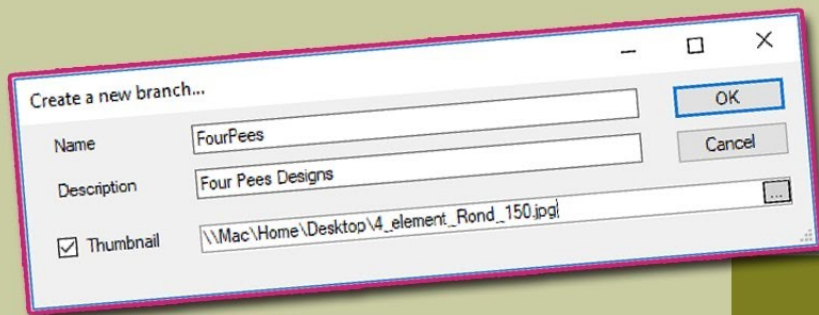 Create a new branch...
Name FourPees
OK
Description Four Pees Designs
Cancel
Thumbnail \\Mac\Home\Desktop\4_element_Rond_150.jpg
...